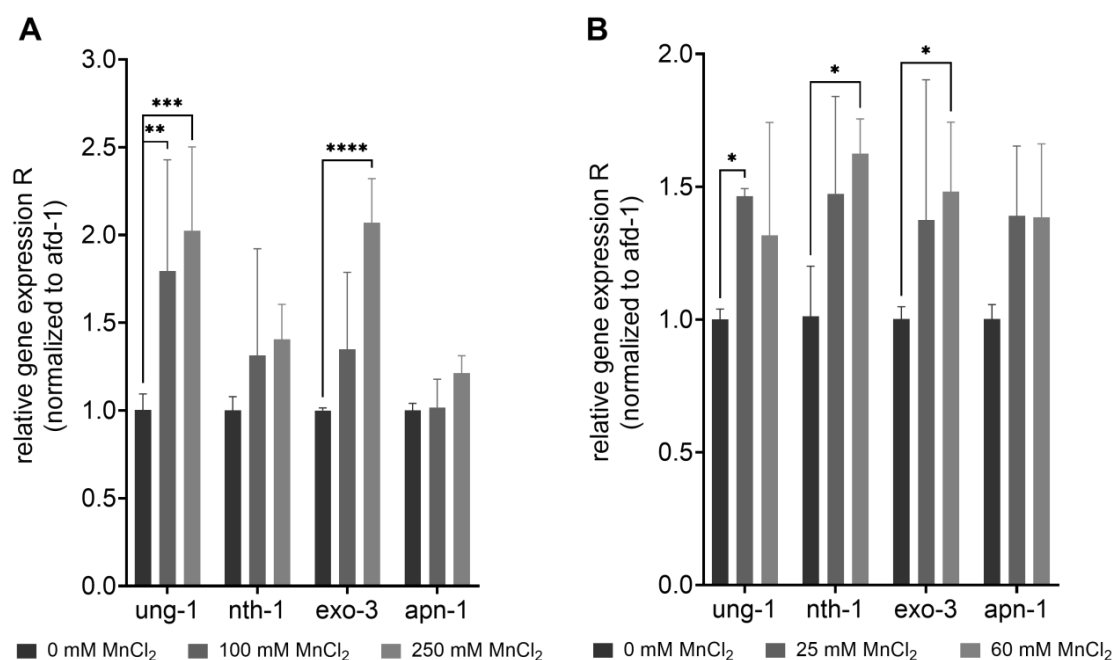 A
relative gene expression R
(normalized to afd-1)
3.0
2.5
2.0
1.5
1.0
0.5
0.0
***
**
****
ung-1 nth-1 exo-3 apn-1
0 mM MnCl₂ 100 mM MnCl₂ 250 mM MnCl₂
B
relative gene expression R
(normalized to afd-1)
2.0
1.5
1.0
0.5
0.0
*
*
*
ung-1 nth-1 exo-3 apn-1
0 mM MnCl₂ 25 mM MnCl₂ 60 mM MnCl₂